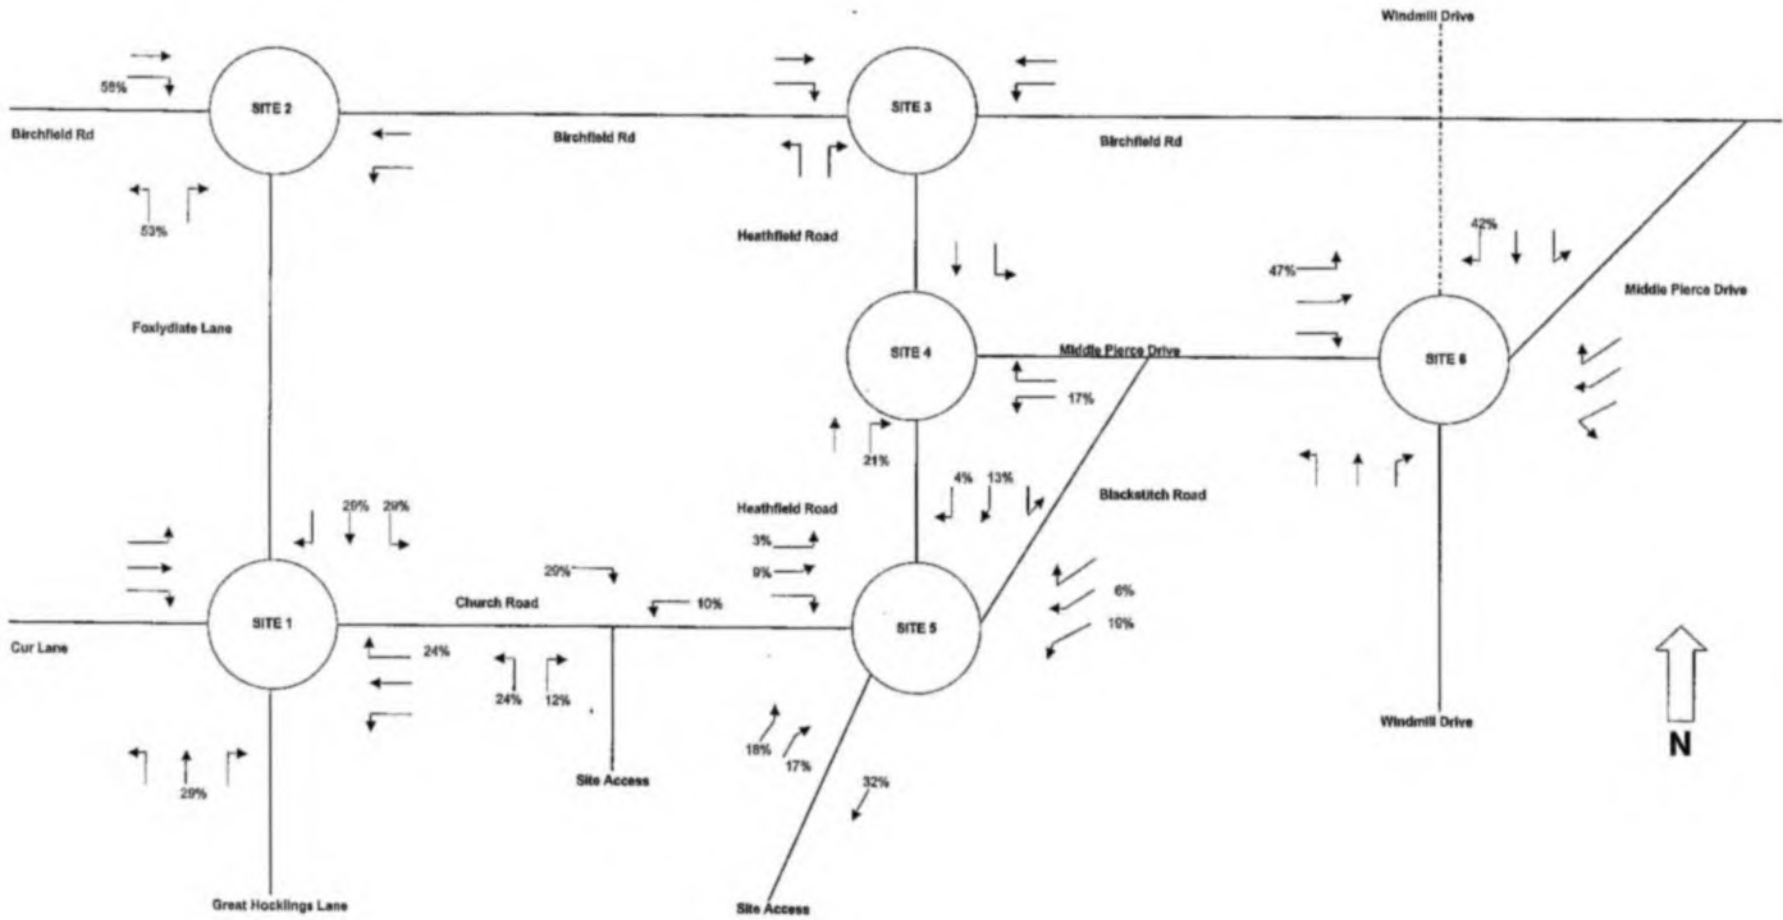 Windmill Drive
58%
SITE 2
SITE 3
Birchfield Rd
Birchfield Rd
Birchfield Rd
53%
Heathfield Road
42%
47%
Middle Pierce Drive
Foxlydiate Lane
SITE 4
Middle Pierce Drive
SITE 6
17%
21%
4%
13%
Blackstitch Road
29%
29%
Heathfield Road
3%
9%
29%
Church Road
10%
6%
19%
SITE 1
SITE 5
Cur Lane
24%
24%
12%
18%
17%
Windmill Drive
N
29%
Site Access
32%
Great Hocklings Lane
Site Access